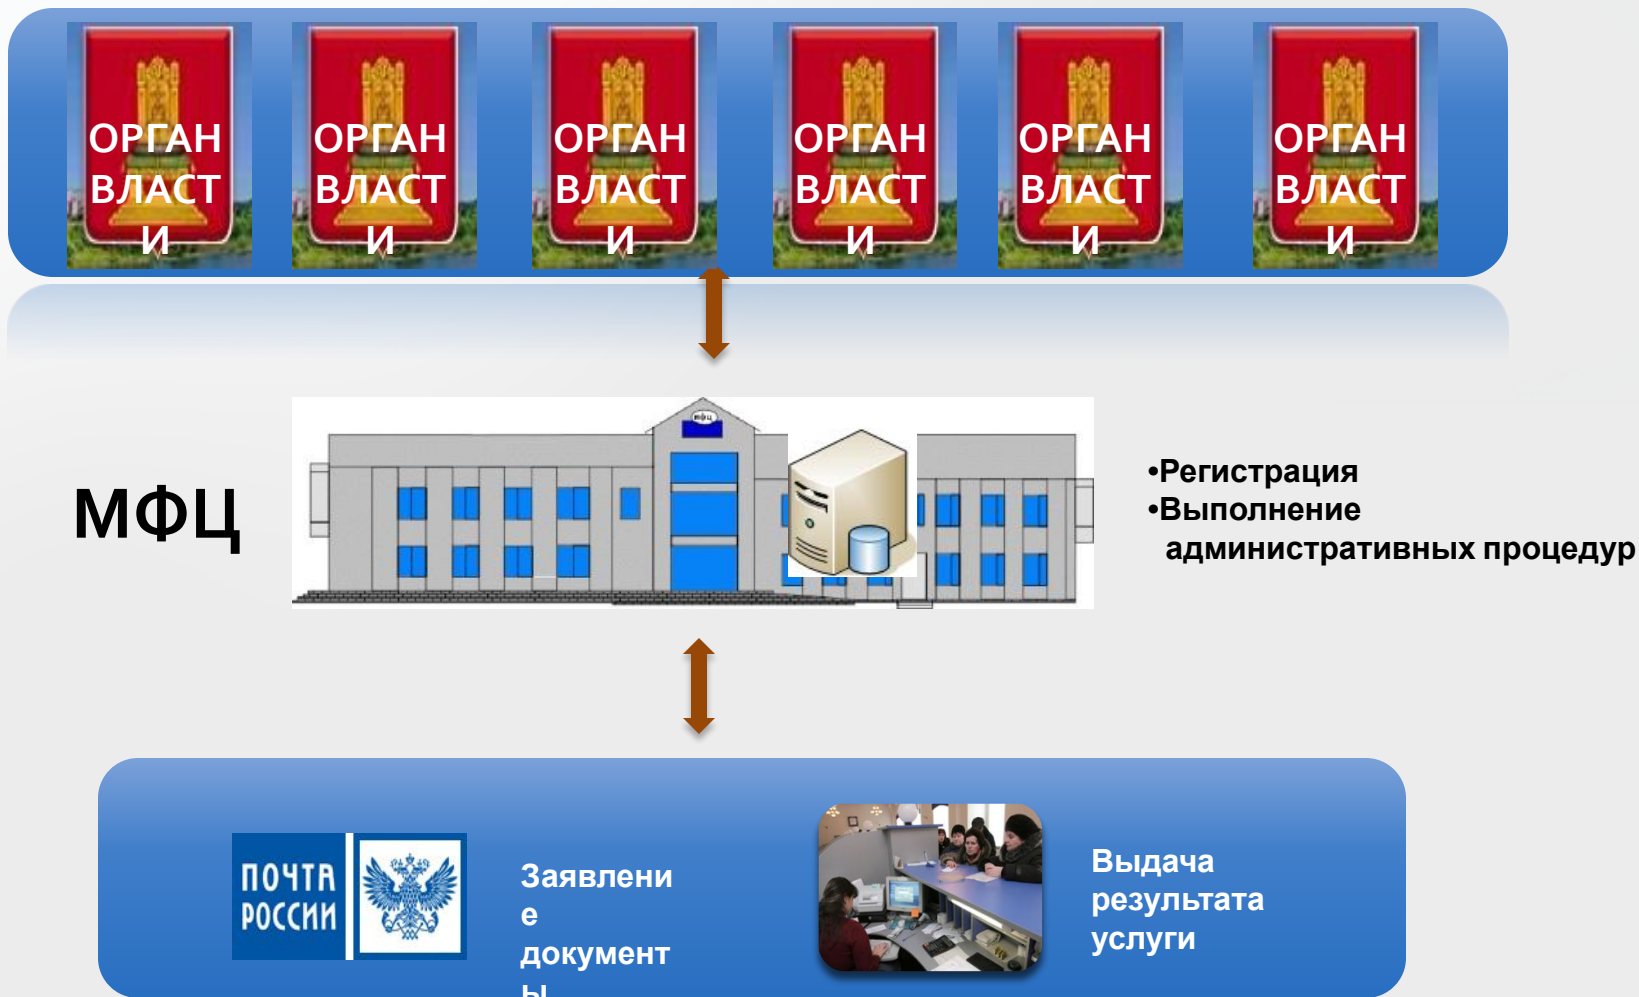 ОРГАН
ВЛАСТ
И
ОРГАН
ВЛАСТ
И
ОРГАН
ВЛАСТ
И
ОРГАН
ВЛАСТ
И
ОРГАН
ВЛАСТ
И
ОРГАН
ВЛАСТ
И
МФЦ
МФЦ
•Регистрация
•Выполнение
административных процедур
ПОЧТА
РОССИИ
Заявлени
е
документ
ы
Выдача
результата
услуги